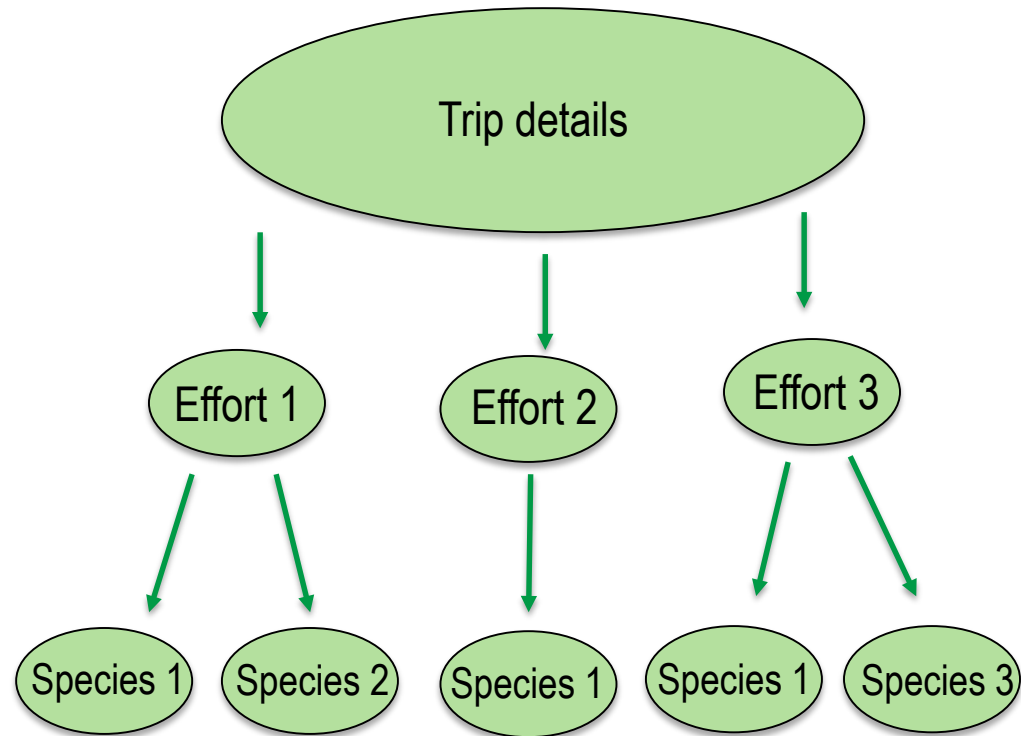 Trip details
Effort 1
Effort 2
Effort 3
Species 1
Species 2
Species 1
Species 1
Species 3